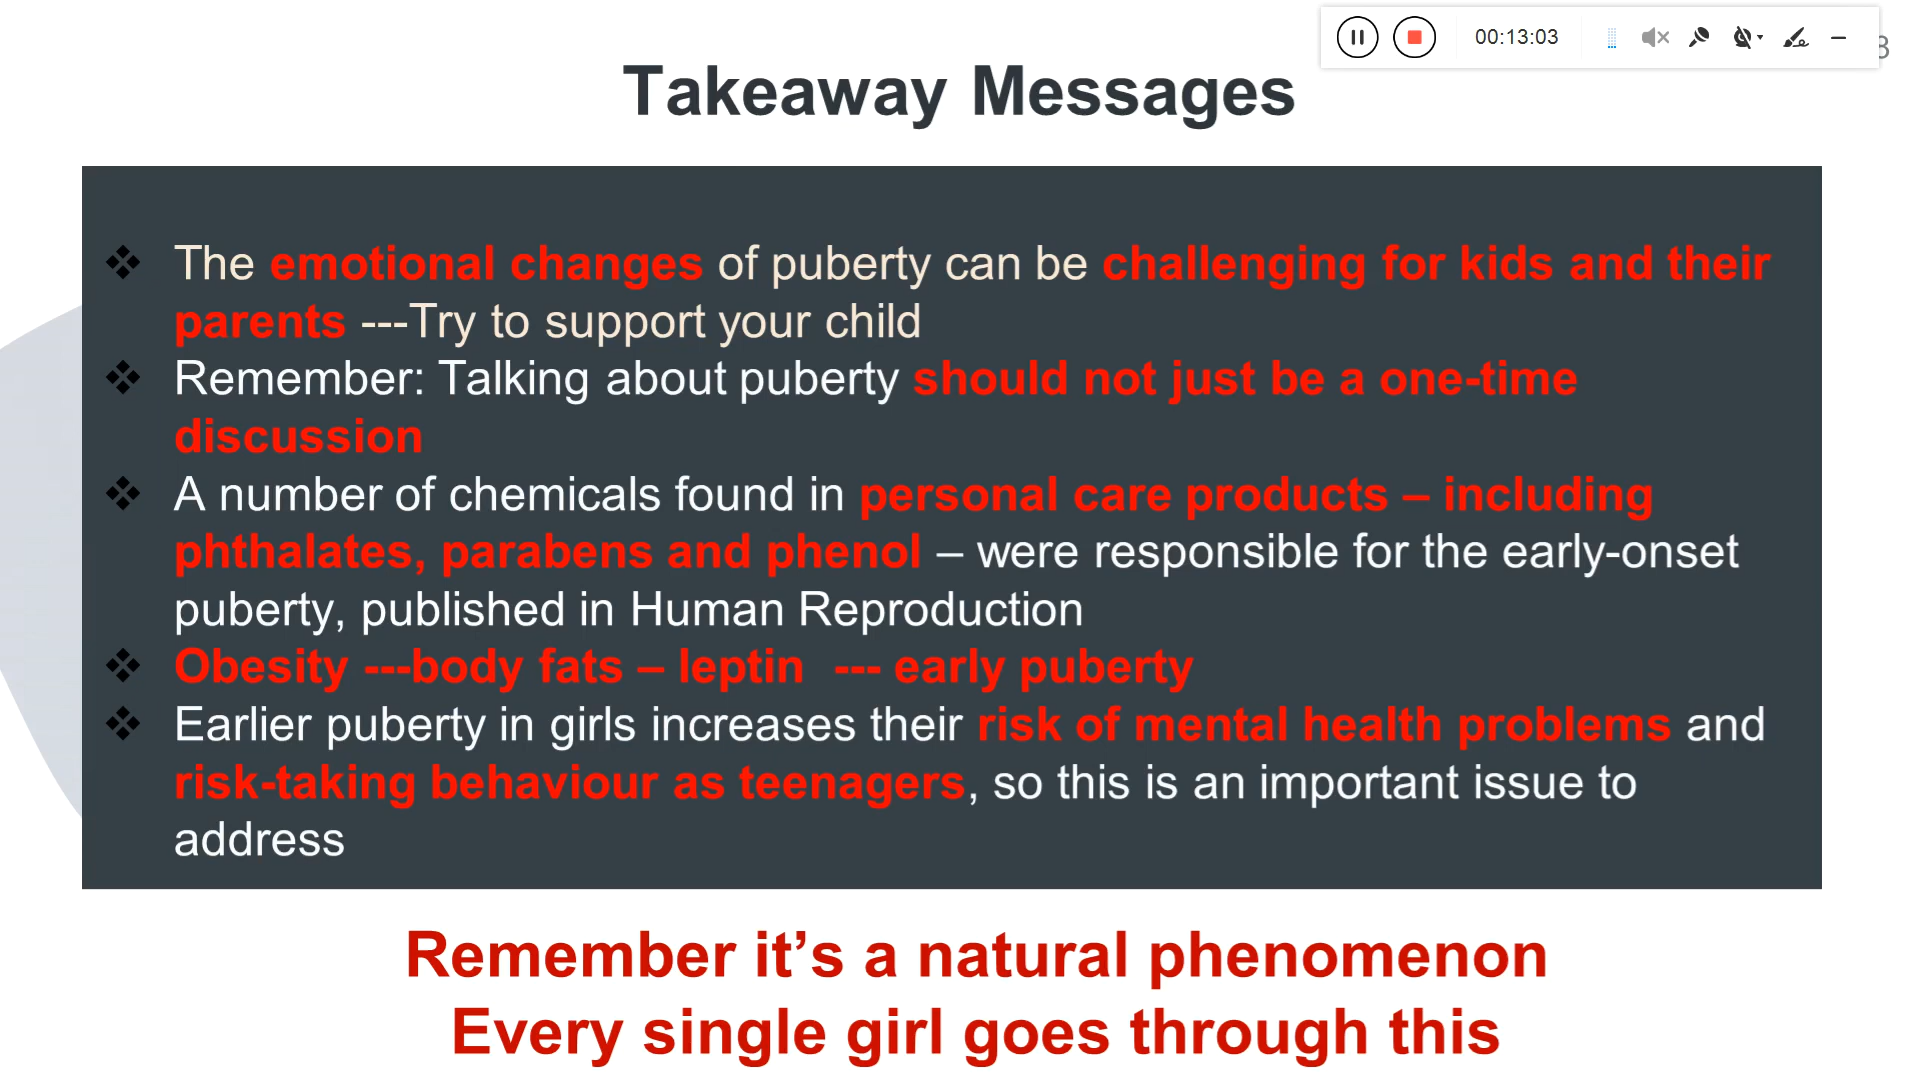 00:13:03
Takeaway Messages
❖ The emotional changes of puberty can be challenging for kids and their
parents ---Try to support your child
❖ Remember: Talking about puberty should not just be a one-time
discussion
❖ A number of chemicals found in personal care products – including
phthalates, parabens and phenol – were responsible for the early-onset
puberty, published in Human Reproduction
❖ Obesity ---body fats – leptin --- early puberty
❖ Earlier puberty in girls increases their risk of mental health problems and
risk-taking behaviour as teenagers, so this is an important issue to
address
Remember it’s a natural phenomenon
Every single girl goes through this